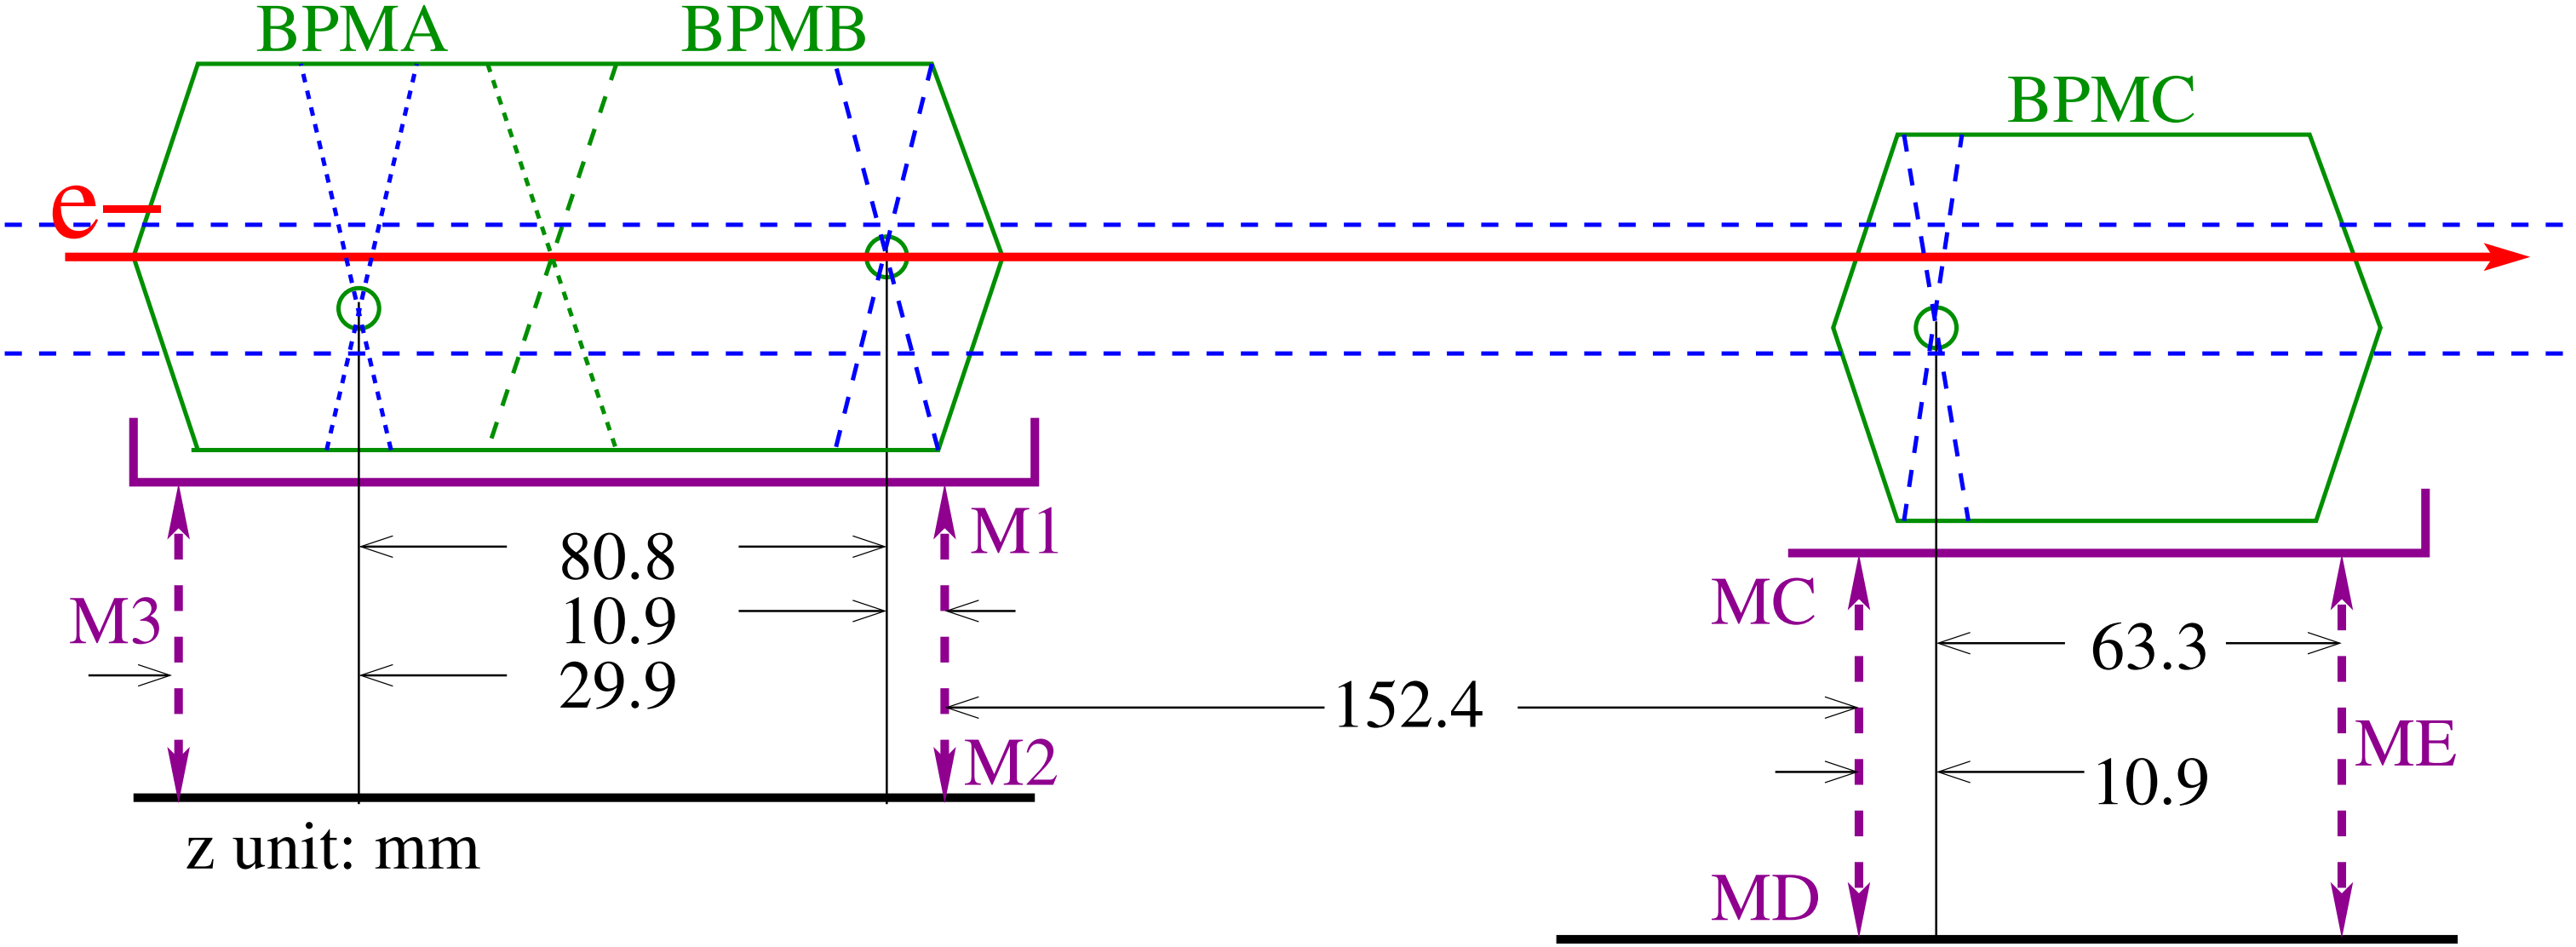 BPMA
BPMB
BPMC
e−
M1
80.8
MC
10.9
M3
63.3
29.9
152.4
ME
M2
10.9
z unit: mm
MD